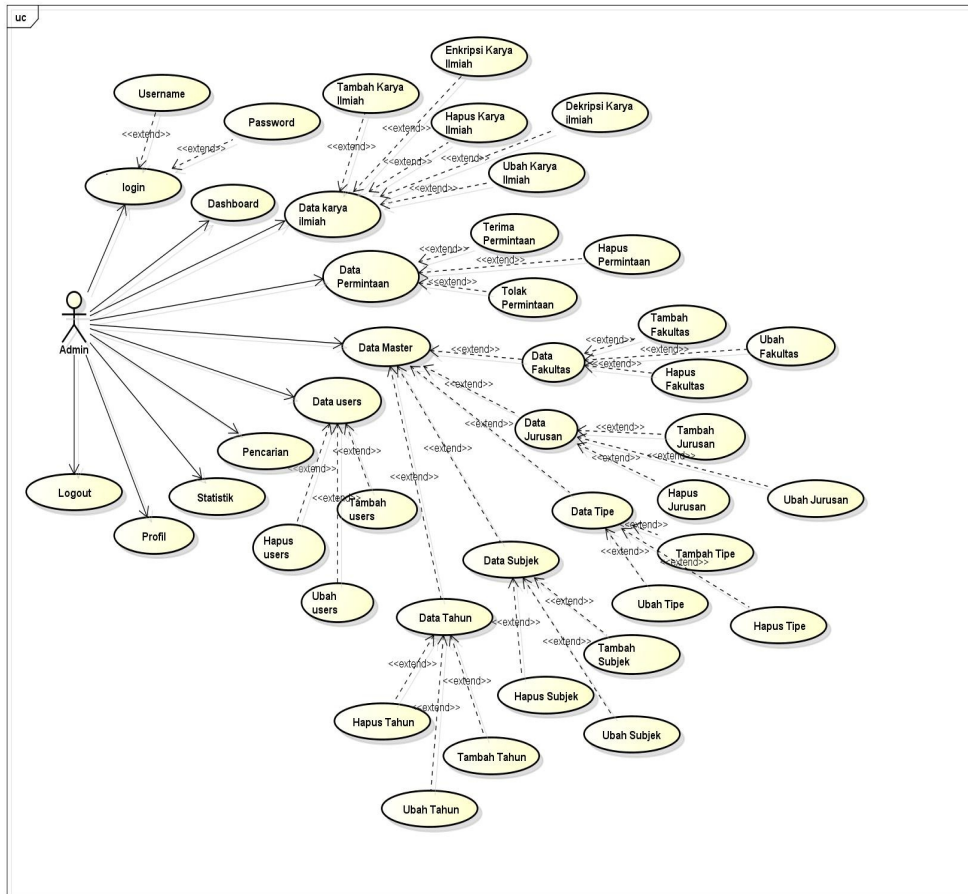 uc
Enkripsi Karya
Ilmiah
Tambah Karya
Ilmiah
Username
Dekripsi Karya
ilmiah
Hapus Karya
Ilmiah
Password
<<extend>>
<<extend>>
<<extend>>
<<extend>>
<<extend>>
<<extend>>
Ubah Karya
Ilmiah
<<extend>>
login
Dashboard
Data karya
ilmiah
Terima
Permintaan
<<extend>>
Hapus
Permintaan
<<extend>>
Data
Permintaan
<<extend>>
Tolak
Permintaan
Admin
Tambah
Fakultas
Data Master
<<extend>>
Data
Fakultas
<<extend>>
<<extend>>
<<extend>>
Ubah
Fakultas
Hapus
Fakultas
Data users
<<extend>>
<<extend>>
<<extend>>
<<extend>>
Data
Jurusan
<<extend>>
<<extend>>
<<extend>>
Tambah
Jurusan
Pencarian
Logout
Statistik
<<extend>>
<<extend>>
<<extend>>
Tambah
users
Hapus
Jurusan
Ubah Jurusan
Profil
Hapus
users
Data Tipe
<<extend>>
<<extend>>
<<extend>>
Tambah Tipe
Data Subjek
Ubah
users
Ubah Tipe
Hapus Tipe
Data Tahun
<<extend>>
<<extend>>
<<extend>>
Tambah
Subjek
<<extend>>
<<extend>>
<<extend>>
Hapus Subjek
Hapus Tahun
Ubah Subjek
Tambah Tahun
Ubah Tahun